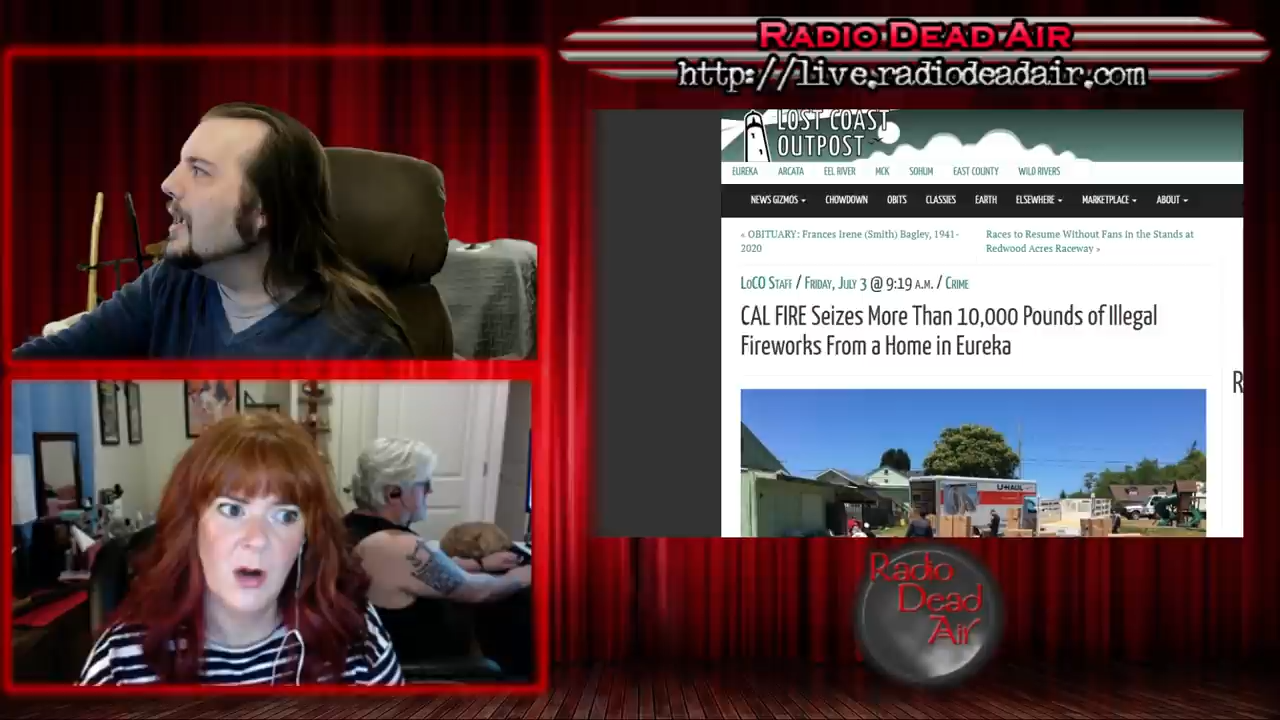 RADIO DEAD AIR
http://live.radiodeadair.com
LOST COAST
OUTPOST
EUREKA ARCATA EEL RIVER MCK SOHUM EAST COUNTY WILD RIVERS
NEWS GIZMOS CHOWDOWN OBITS CLASSIES EARTH ELSEWHERE MARKETPLACE ABOUT
« OBITUARY: Frances Irene (Smith) Bagley, 1941-
2020
Races to Resume Without Fans in the Stands at
Redwood Acres Raceway »
LOCO STAFF / FRIDAY, JULY 3 @ 9:19 A.M. / CRIME
CAL FIRE Seizes More Than 10,000 Pounds of Illegal
Fireworks From a Home in Eureka
R
U-HAUL
Radio
Dead
Air